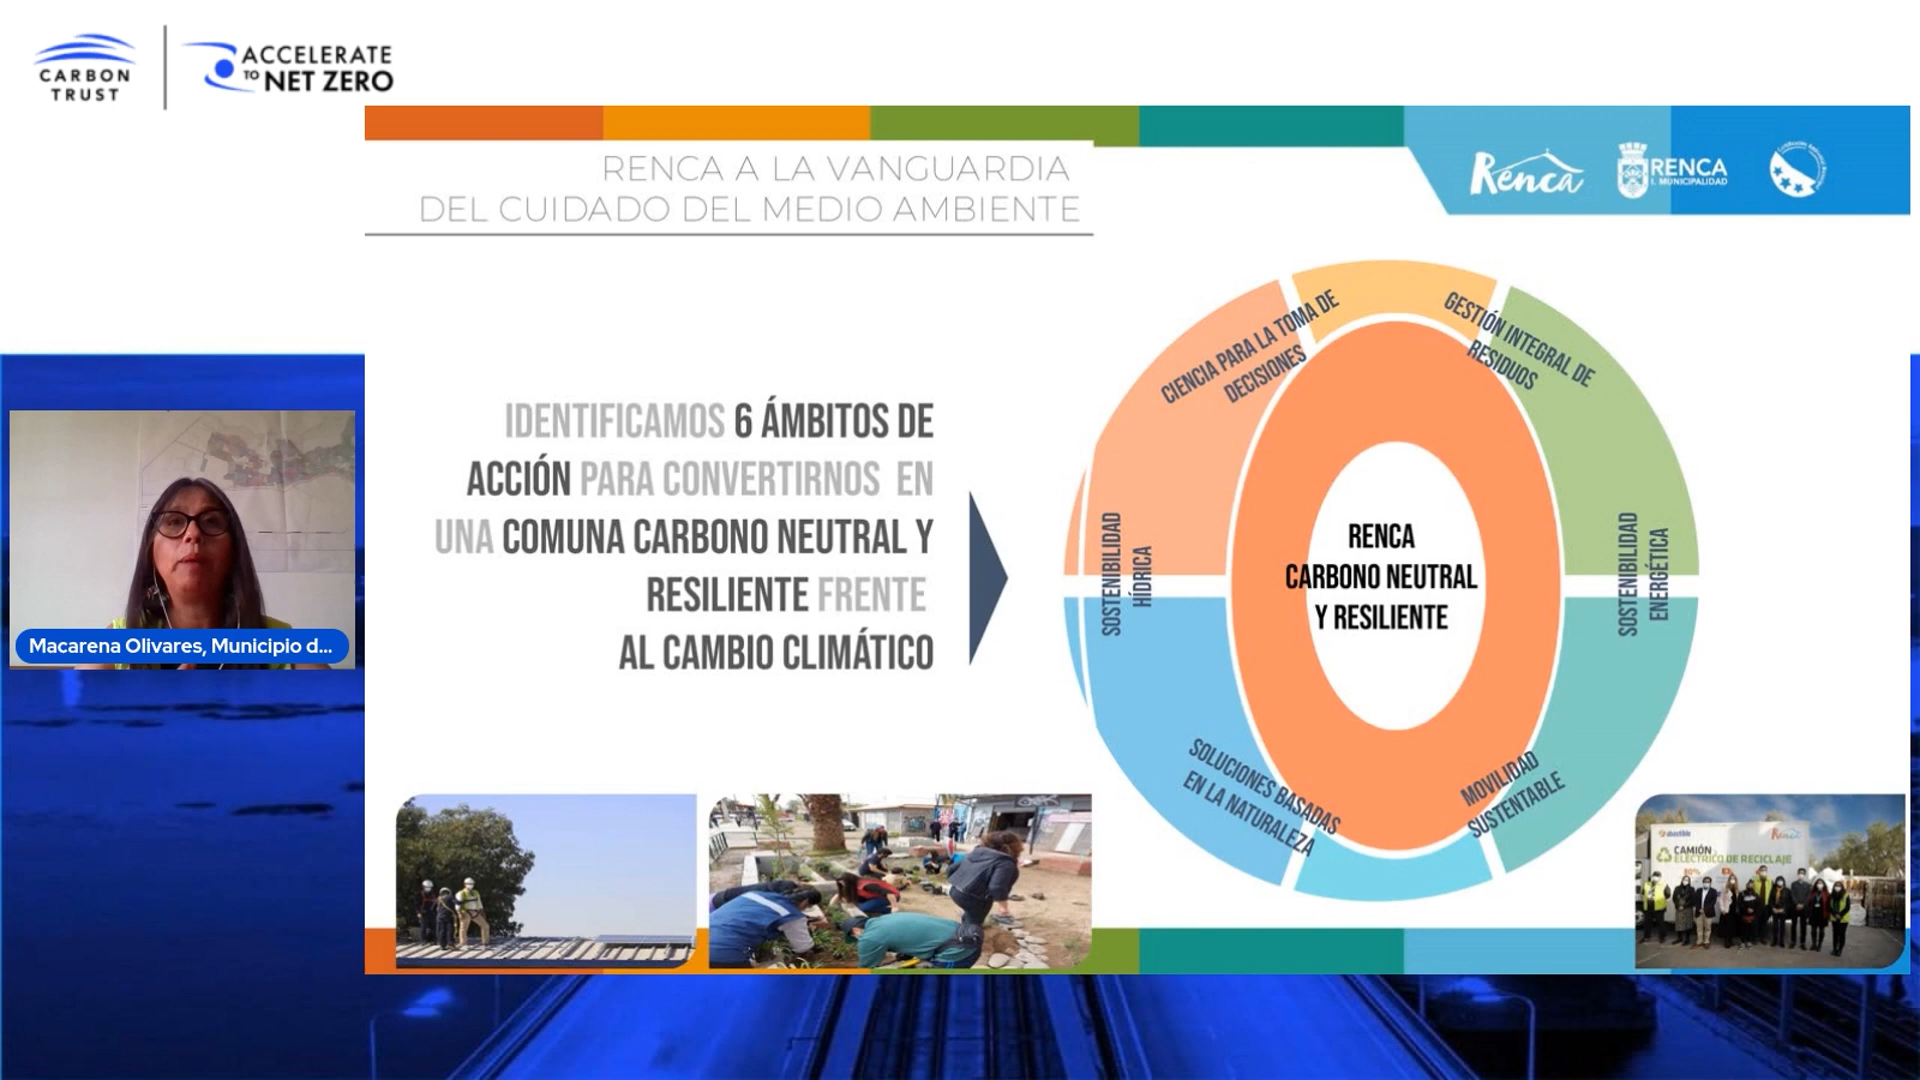 CARBON
TRUST
ACCELERATE
TO NET ZERO
RENCA A LA VANGUARDIA
DEL CUIDADO DEL MEDIO AMBIENTE
Renca
RENCA
I. MUNICIPALIDAD
IDENTIFICAMOS 6 ÁMBITOS DE
ACCIÓN PARA CONVERTIRNOS EN
UNA COMUNA CARBONO NEUTRAL Y
RESILIENTE FRENTE
AL CAMBIO CLIMÁTICO
CIENCIA PARA LA TOMA DE
DECISIONES
GESTIÓN INTEGRAL DE
RESIDUOS
SOSTENIBILIDAD
HÍDRICA
SOSTENIBILIDAD
ENERGÉTICA
RENCA
CARBONO NEUTRAL
Y RESILIENTE
SOLUCIONES BASADAS
EN LA NATURALEZA
MOVILIDAD
SUSTENTABLE
Macarena Olivares, Municipio d...
Renca
CAMIÓN
ELÉCTRICO DE RECICLAJE